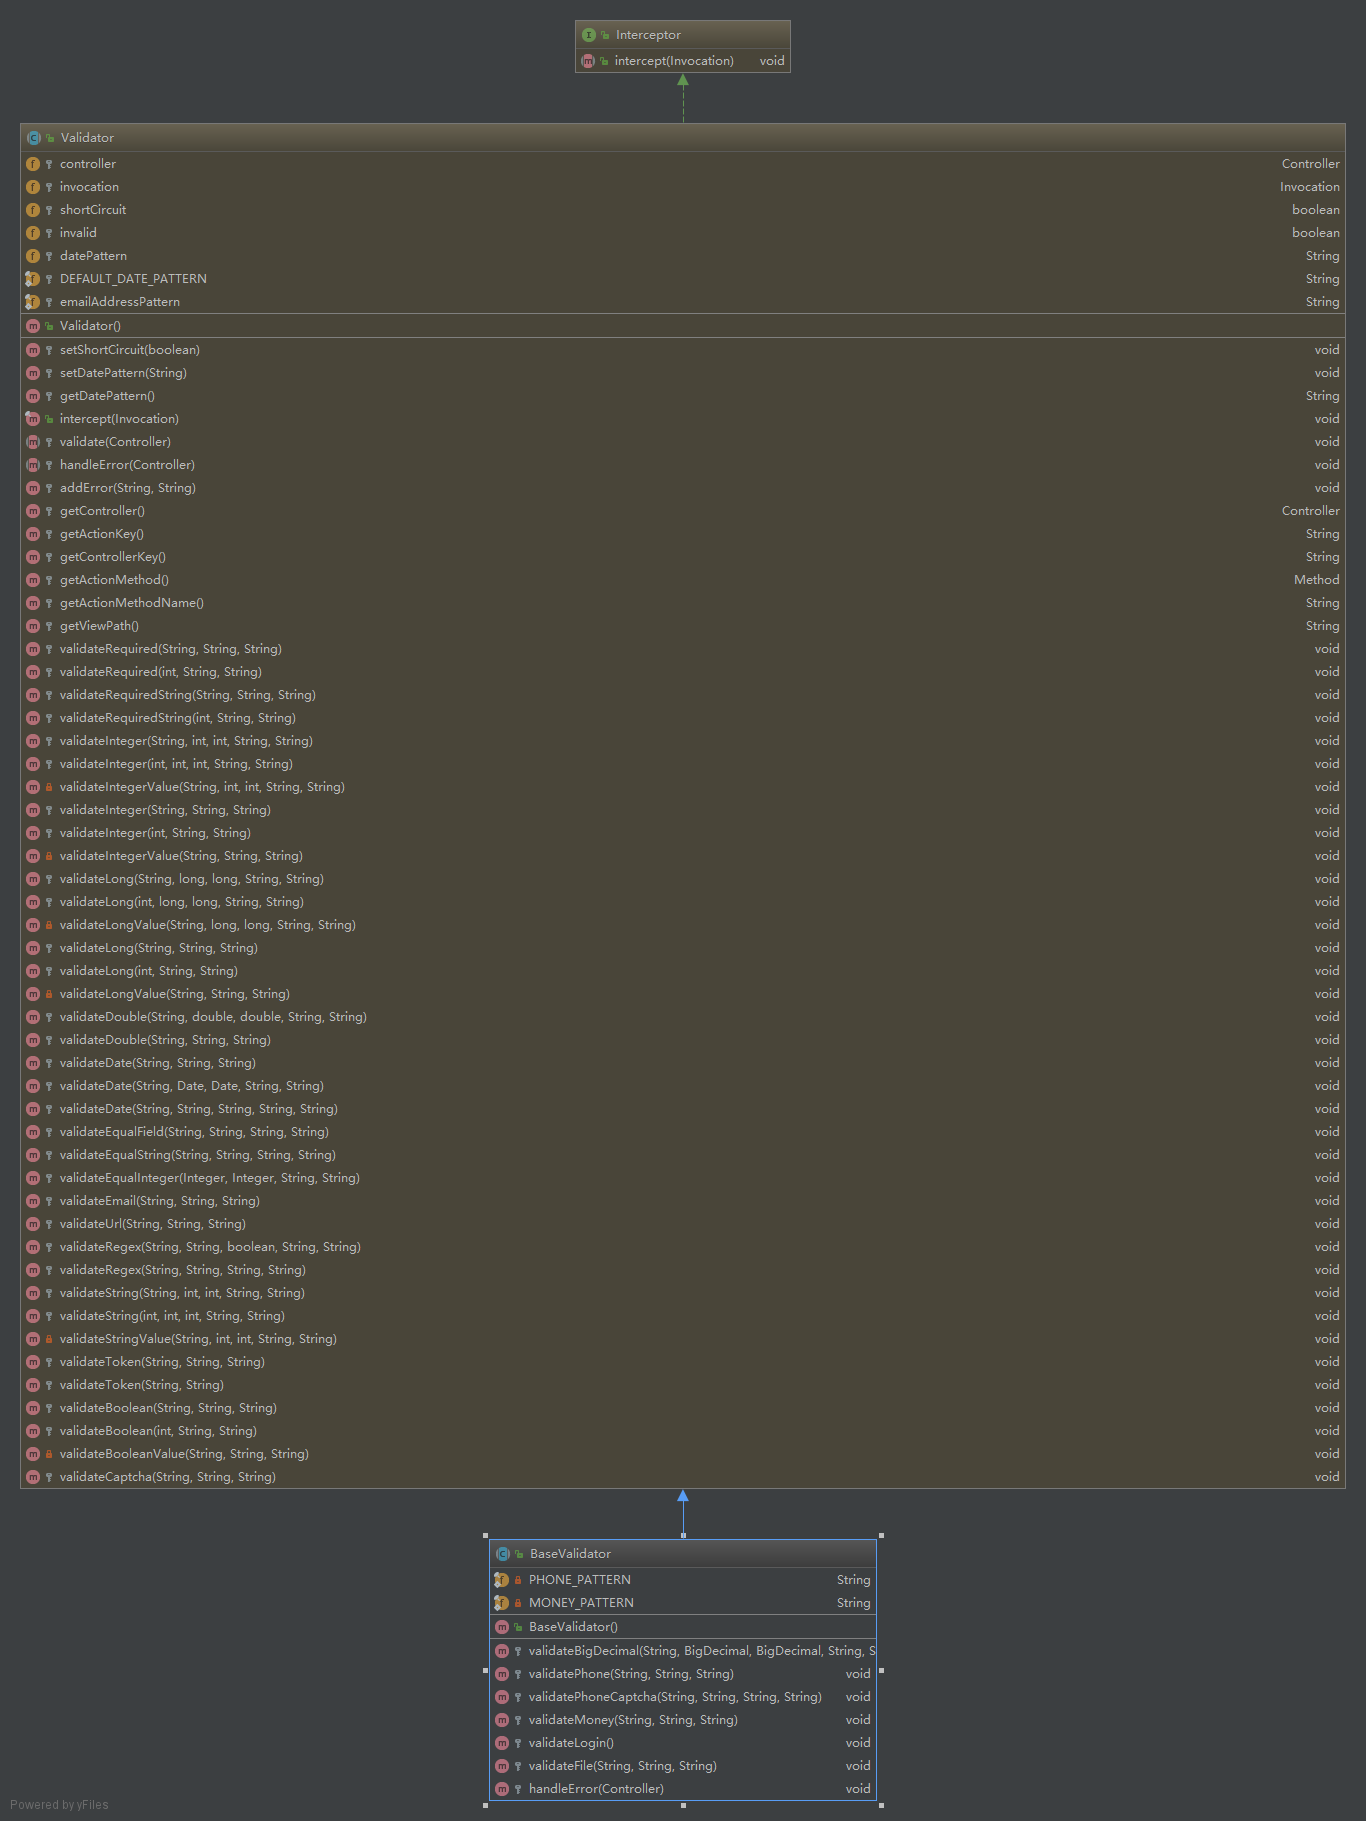 Interceptor
intercept(Invocation) void
Validator
controller Controller
invocation Invocation
shortCircuit boolean
invalid boolean
datePattern String
DEFAULT_DATE_PATTERN String
emailAddressPattern String
Validator()
setShortCircuit(boolean) void
setDatePattern(String) void
getDatePattern() String
intercept(Invocation) void
validate(Controller) void
handleError(Controller) void
addError(String, String) void
getController() Controller
getActionKey() String
getControllerKey() String
getActionMethod() Method
getActionMethodName() String
getViewPath() String
validateRequired(String, String, String) void
validateRequired(int, String, String) void
validateRequiredString(String, String, String) void
validateRequiredString(int, String, String) void
validateInteger(String, int, int, String, String) void
validateInteger(int, int, int, String, String) void
validateIntegerValue(String, int, int, String, String) void
validateInteger(String, String, String) void
validateInteger(int, String, String) void
validateIntegerValue(String, String, String) void
validateLong(String, long, long, String, String) void
validateLong(int, long, long, String, String) void
validateLongValue(String, long, long, String, String) void
validateLong(String, String, String) void
validateLong(int, String, String) void
validateLongValue(String, String, String) void
validateDouble(String, double, double, String, String) void
validateDouble(String, String, String) void
validateDate(String, String, String) void
validateDate(String, Date, Date, String, String) void
validateDate(String, String, String, String, String) void
validateEqualField(String, String, String, String) void
validateEqualString(String, String, String, String) void
validateEqualInteger(Integer, Integer, String, String) void
validateEmail(String, String, String) void
validateUrl(String, String, String) void
validateRegex(String, String, boolean, String, String) void
validateRegex(String, String, String, String) void
validateString(String, int, int, String, String) void
validateString(int, int, int, String, String) void
validateStringValue(String, int, int, String, String) void
validateToken(String, String, String) void
validateToken(String, String) void
validateBoolean(String, String, String) void
validateBoolean(int, String, String) void
validateBooleanValue(String, String, String) void
validateCaptcha(String, String, String) void
BaseValidator
PHONE_PATTERN String
MONEY_PATTERN String
BaseValidator()
validateBigDecimal(String, BigDecimal, BigDecimal, String, S
validatePhone(String, String, String) void
validatePhoneCaptcha(String, String, String, String) void
validateMoney(String, String, String) void
validateLogin() void
validateFile(String, String, String) void
handleError(Controller) void
Powered by yFiles